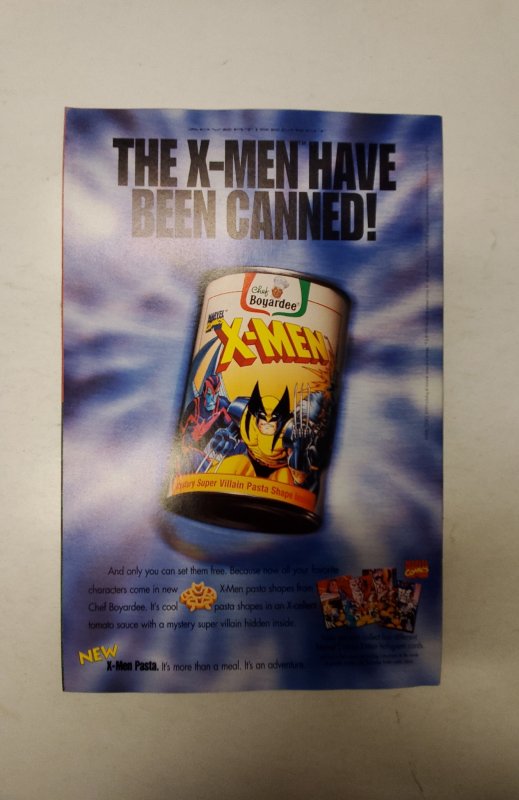 ADVERTISEMENT
THE X-MEN™ HAVE
BEEN CANNED!
Chef
Boyardee®
MARVEL
COMICS
X-MEN
Mystery Super Villain Pasta Shape
And only you can set them free. Because now all your favorite
characters come in new X-Men pasta shapes from
Chef Boyardee. It's cool pasta shapes in an X-cellent
tomato sauce with a mystery super villain hidden inside.
MARVEL
COMICS
NEW
X-Men Pasta. It's more than a meal. It's an adventure.